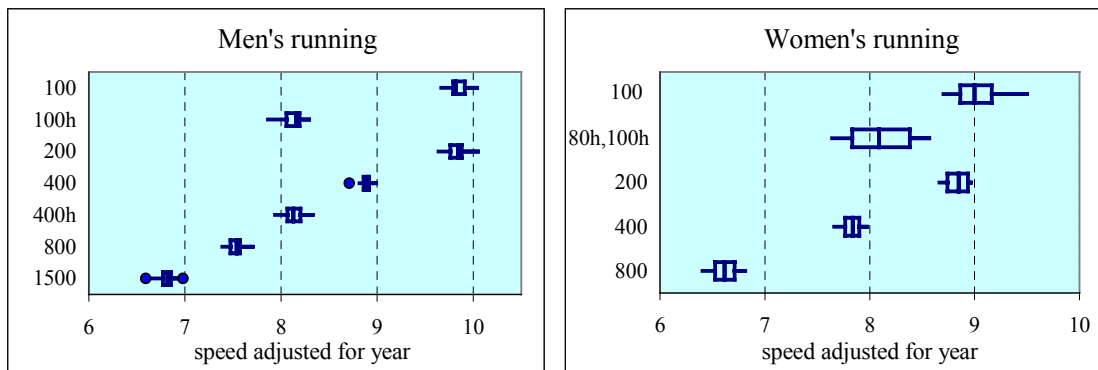 Men's running
100
100h
200
400
400h
800
1500
6 7 8 9 10
speed adjusted for year
Women's running
100
80h,100h
200
400
800
6 7 8 9 10
speed adjusted for year